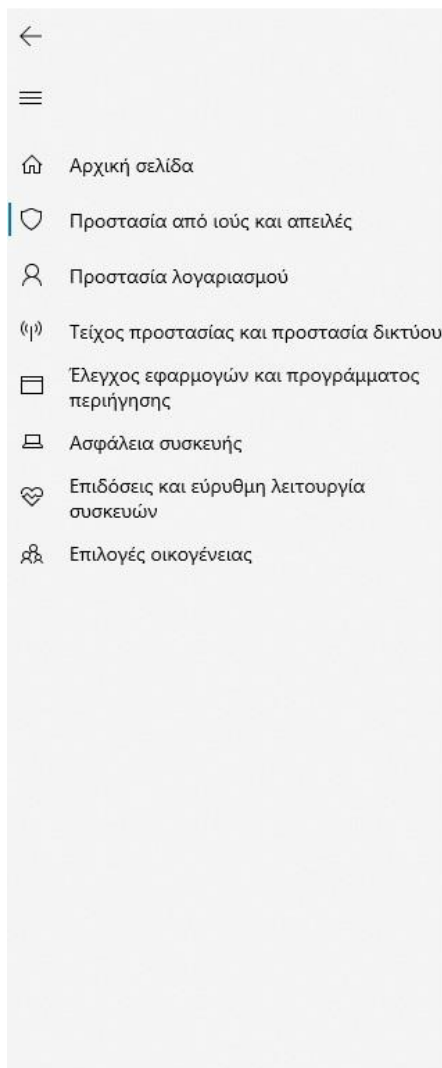 Αρχική σελίδα
Προστασία από ιούς και απειλές
Προστασία λογαριασμού
Τείχος προστασίας και προστασία δικτύου
Έλεγχος εφαρμογών και προγράμματος
περιήγησης
Ασφάλεια συσκευής
Επιδόσεις και εύρυθμη λειτουργία
συσκευών
Επιλογές οικογένειας